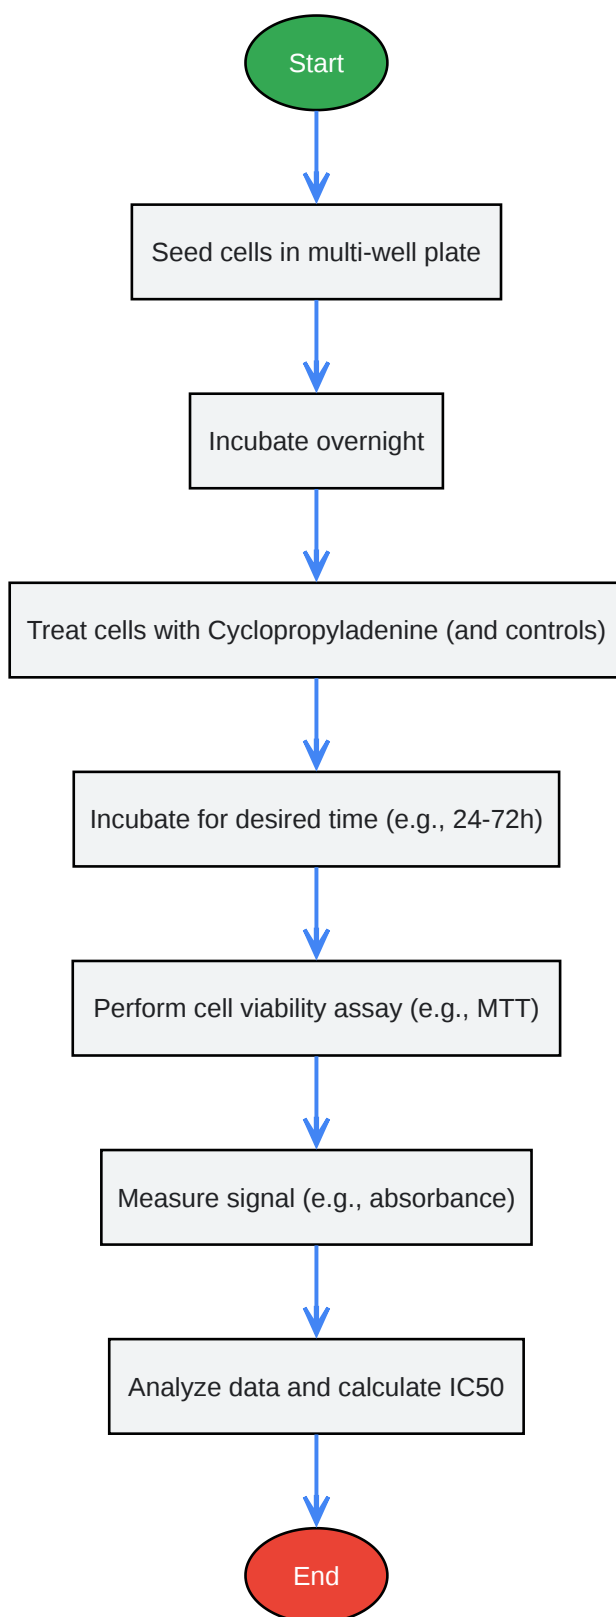 Start
Seed cells in multi-well plate
Incubate overnight
Treat cells with Cyclopropyladenine (and controls)
Incubate for desired time (e.g., 24-72h)
Perform cell viability assay (e.g., MTT)
Measure signal (e.g., absorbance)
Analyze data and calculate IC50
End